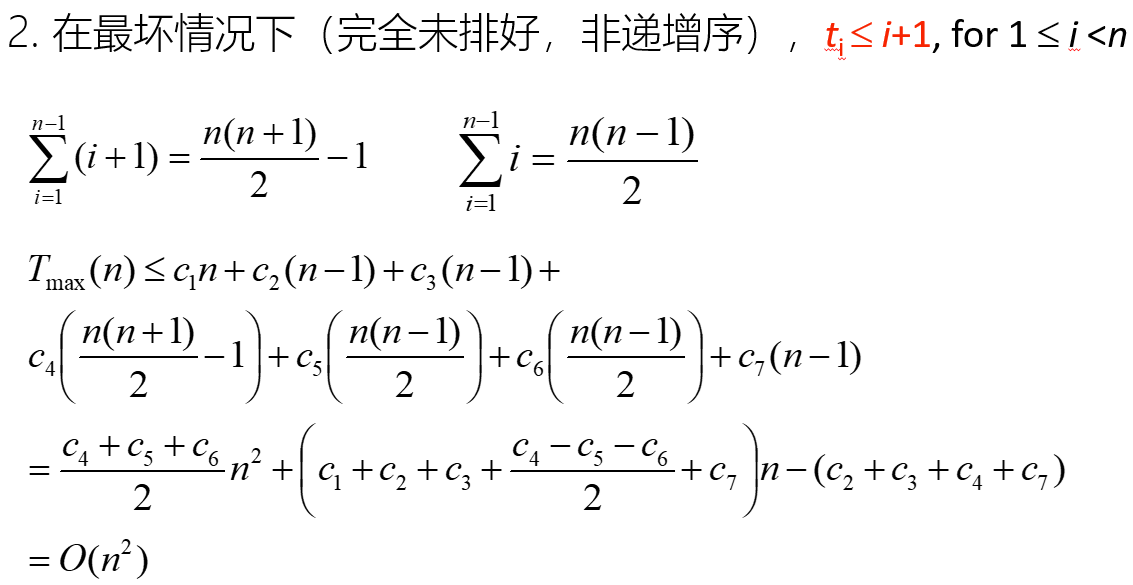 2. 在最坏情况下（完全未排好，非递增序），t_i ≤ i+1, for 1 ≤ i <n
\sum_{i=1}^{n-1}(i+1) = \frac{n(n+1)}{2} - 1 \sum_{i=1}^{n-1} i = \frac{n(n-1)}{2}
T_{max}(n) ≤ c_1 n + c_2(n-1) + c_3(n-1) +
c_4\left(\frac{n(n+1)}{2} - 1\right) + c_5\left(\frac{n(n-1)}{2}\right) + c_6\left(\frac{n(n-1)}{2}\right) + c_7(n-1)
= \frac{c_4 + c_5 + c_6}{2} n^2 + \left(c_1 + c_2 + c_3 + \frac{c_4 - c_5 - c_6}{2} + c_7\right) n - (c_2 + c_3 + c_4 + c_7)
= O(n^2)